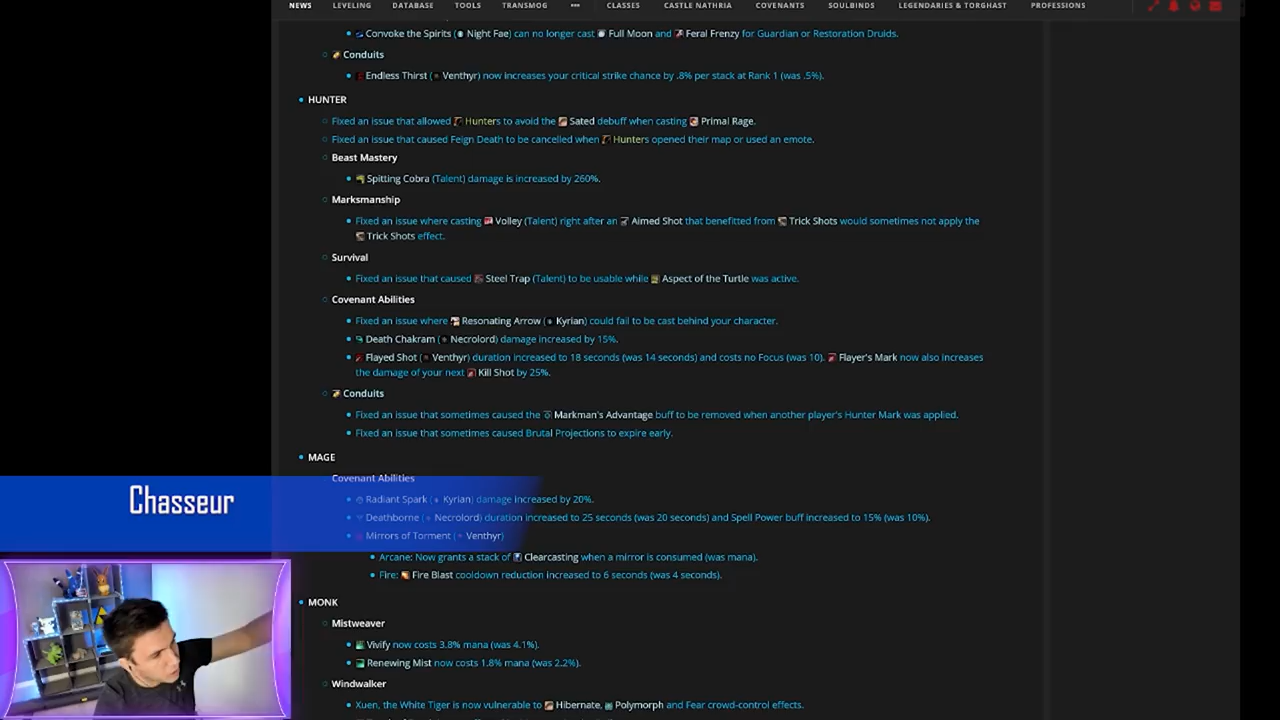 NEWS LEVELING DATABASE TOOLS TRANSMOG ••• CLASSES CASTLE NATHRIA COVENANTS SOULBINDS LEGENDARIES & TORGHAST PROFESSIONS
Convoke the Spirits (Night Fae) can no longer cast Full Moon and Feral Frenzy for Guardian or Restoration Druids.
Conduits
Endless Thirst (Venthyr) now increases your critical strike chance by .8% per stack at Rank 1 (was .5%).
HUNTER
Fixed an issue that allowed Hunters to avoid the Sated debuff when casting Primal Rage.
Fixed an issue that caused Feign Death to be cancelled when Hunters opened their map or used an emote.
Beast Mastery
Spitting Cobra (Talent) damage is increased by 260%.
Marksmanship
Fixed an issue where casting Volley (Talent) right after an Aimed Shot that benefitted from Trick Shots would sometimes not apply the
Trick Shots effect.
Survival
Fixed an issue that caused Steel Trap (Talent) to be usable while Aspect of the Turtle was active.
Covenant Abilities
Fixed an issue where Resonating Arrow (Kyrian) could fail to be cast behind your character.
Death Chakram (Necrolord) damage increased by 15%.
Flayed Shot (Venthyr) duration increased to 18 seconds (was 14 seconds) and costs no Focus (was 10). Flayer's Mark now also increases
the damage of your next Kill Shot by 25%.
Conduits
Fixed an issue that sometimes caused the Markman's Advantage buff to be removed when another player's Hunter Mark was applied.
Fixed an issue that sometimes caused Brutal Projections to expire early.
MAGE
Covenant Abilities
Chasseur
Radiant Spark (Kyrian) damage increased by 20%.
Deathborne (Necrolord) duration increased to 25 seconds (was 20 seconds) and Spell Power buff increased to 15% (was 10%).
Mirrors of Torment (Venthyr)
Arcane: Now grants a stack of Clearcasting when a mirror is consumed (was mana).
Fire: Fire Blast cooldown reduction increased to 6 seconds (was 4 seconds).
MONK
Mistweaver
Vivify now costs 3.8% mana (was 4.1%).
Renewing Mist now costs 1.8% mana (was 2.2%).
Windwalker
Xuen, the White Tiger is now vulnerable to Hibernate, Polymorph and Fear crowd-control effects.